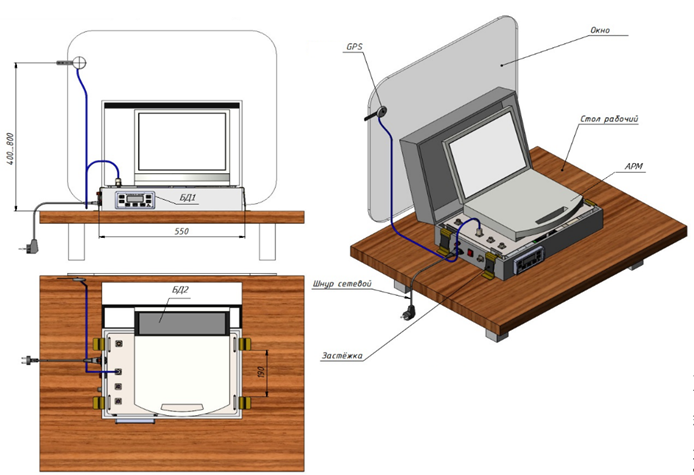 400...800
БД1
550
БД2
190
GPS
Окно
Стол рабочий
АРМ
Шнур сетевой
Застёжка